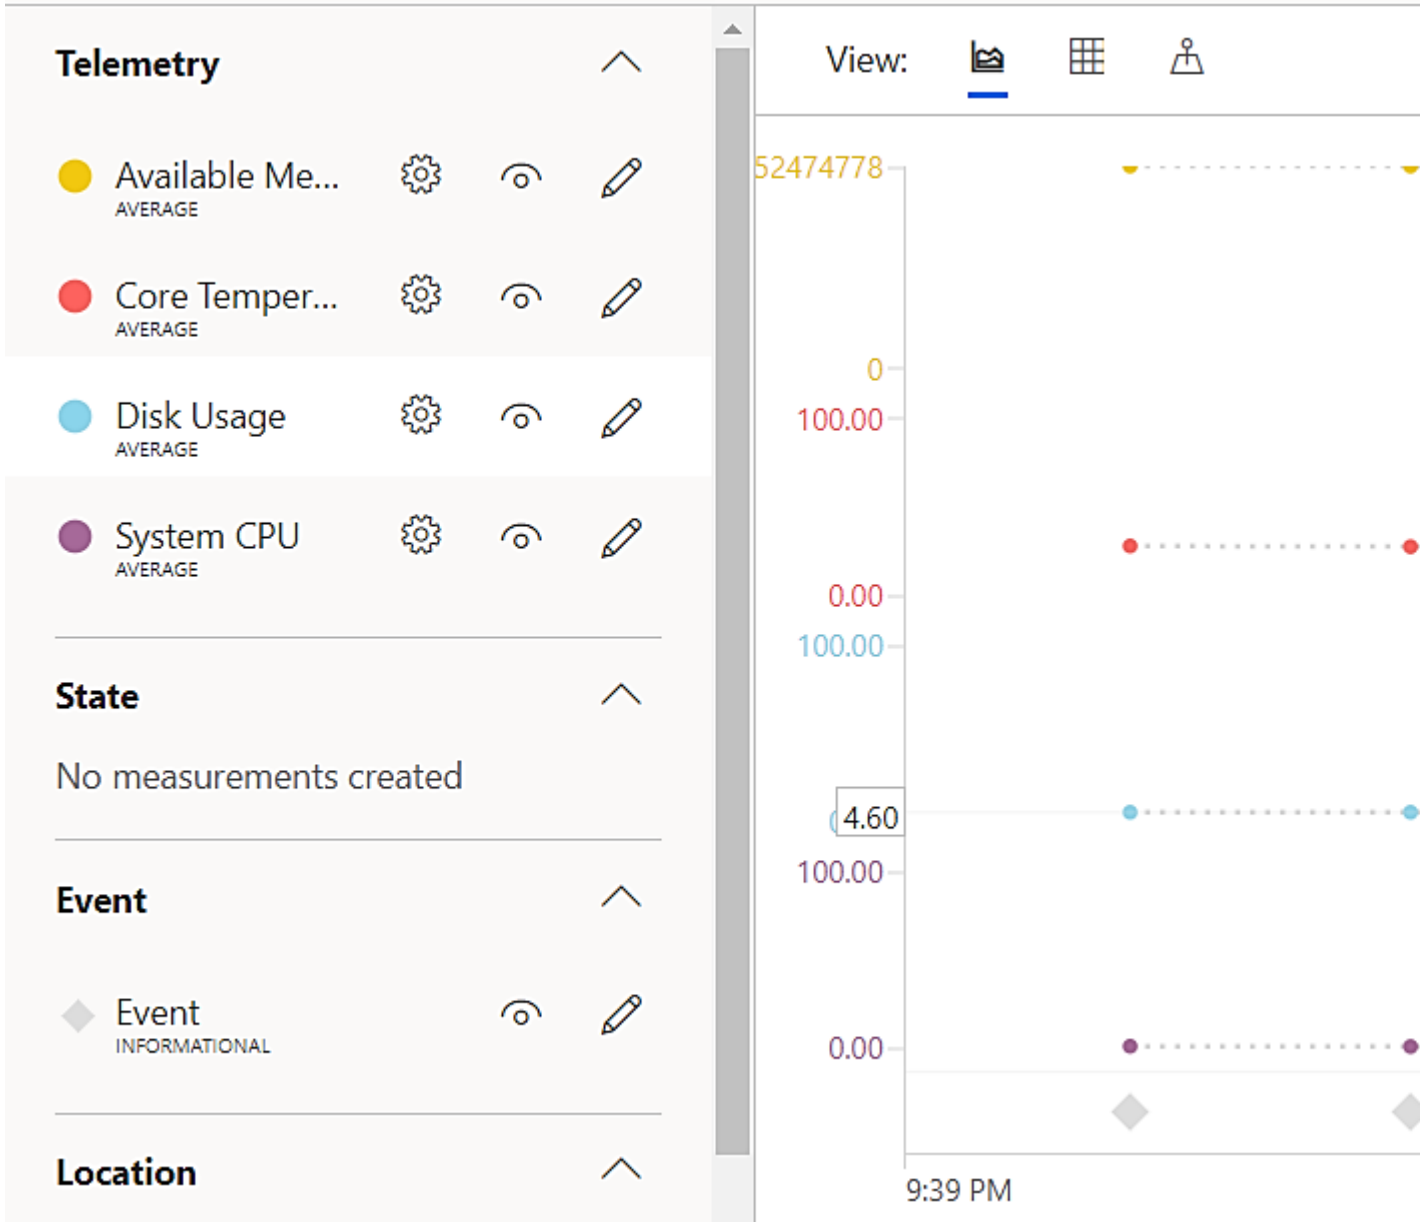 Telemetry
Available Me...
AVERAGE
Core Temper...
AVERAGE
Disk Usage
AVERAGE
System CPU
AVERAGE
State
No measurements created
Event
Event
INFORMATIONAL
Location
View:
52474778
0
100.00
0.00
100.00
4.60
100.00
0.00
9:39 PM